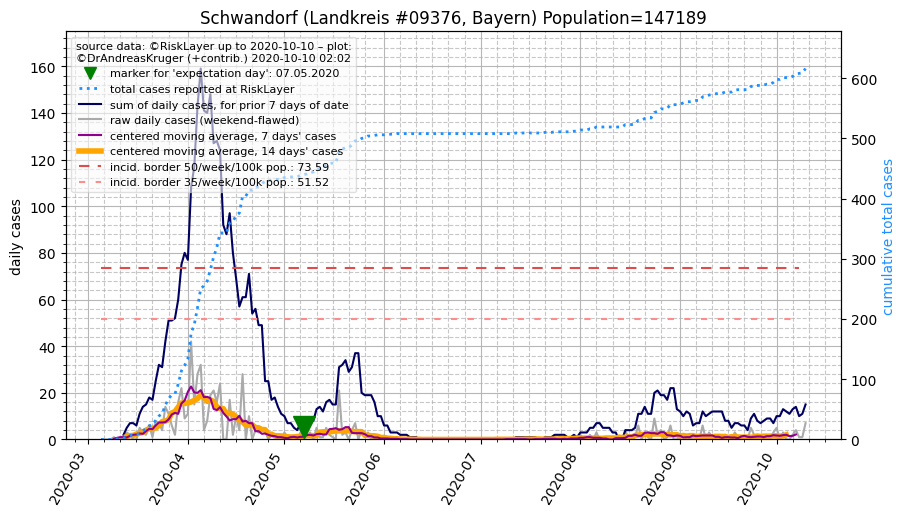 Schwandorf (Landkreis #09376, Bayern) Population=147189
source data: ©RiskLayer up to 2020-10-10 – plot:
©DrAndreasKruger (+contrib.) 2020-10-10 02:02
marker for 'expectation day': 07.05.2020
total cases reported at RiskLayer
sum of daily cases, for prior 7 days of date
raw daily cases (weekend-flawed)
centered moving average, 7 days' cases
centered moving average, 14 days' cases
incid. border 50/week/100k pop.: 73.59
incid. border 35/week/100k pop.: 51.52
daily cases
160
140
120
100
80
60
40
20
0
cumulative total cases
600
500
400
300
200
100
0
2020-03
2020-04
2020-05
2020-06
2020-07
2020-08
2020-09
2020-10